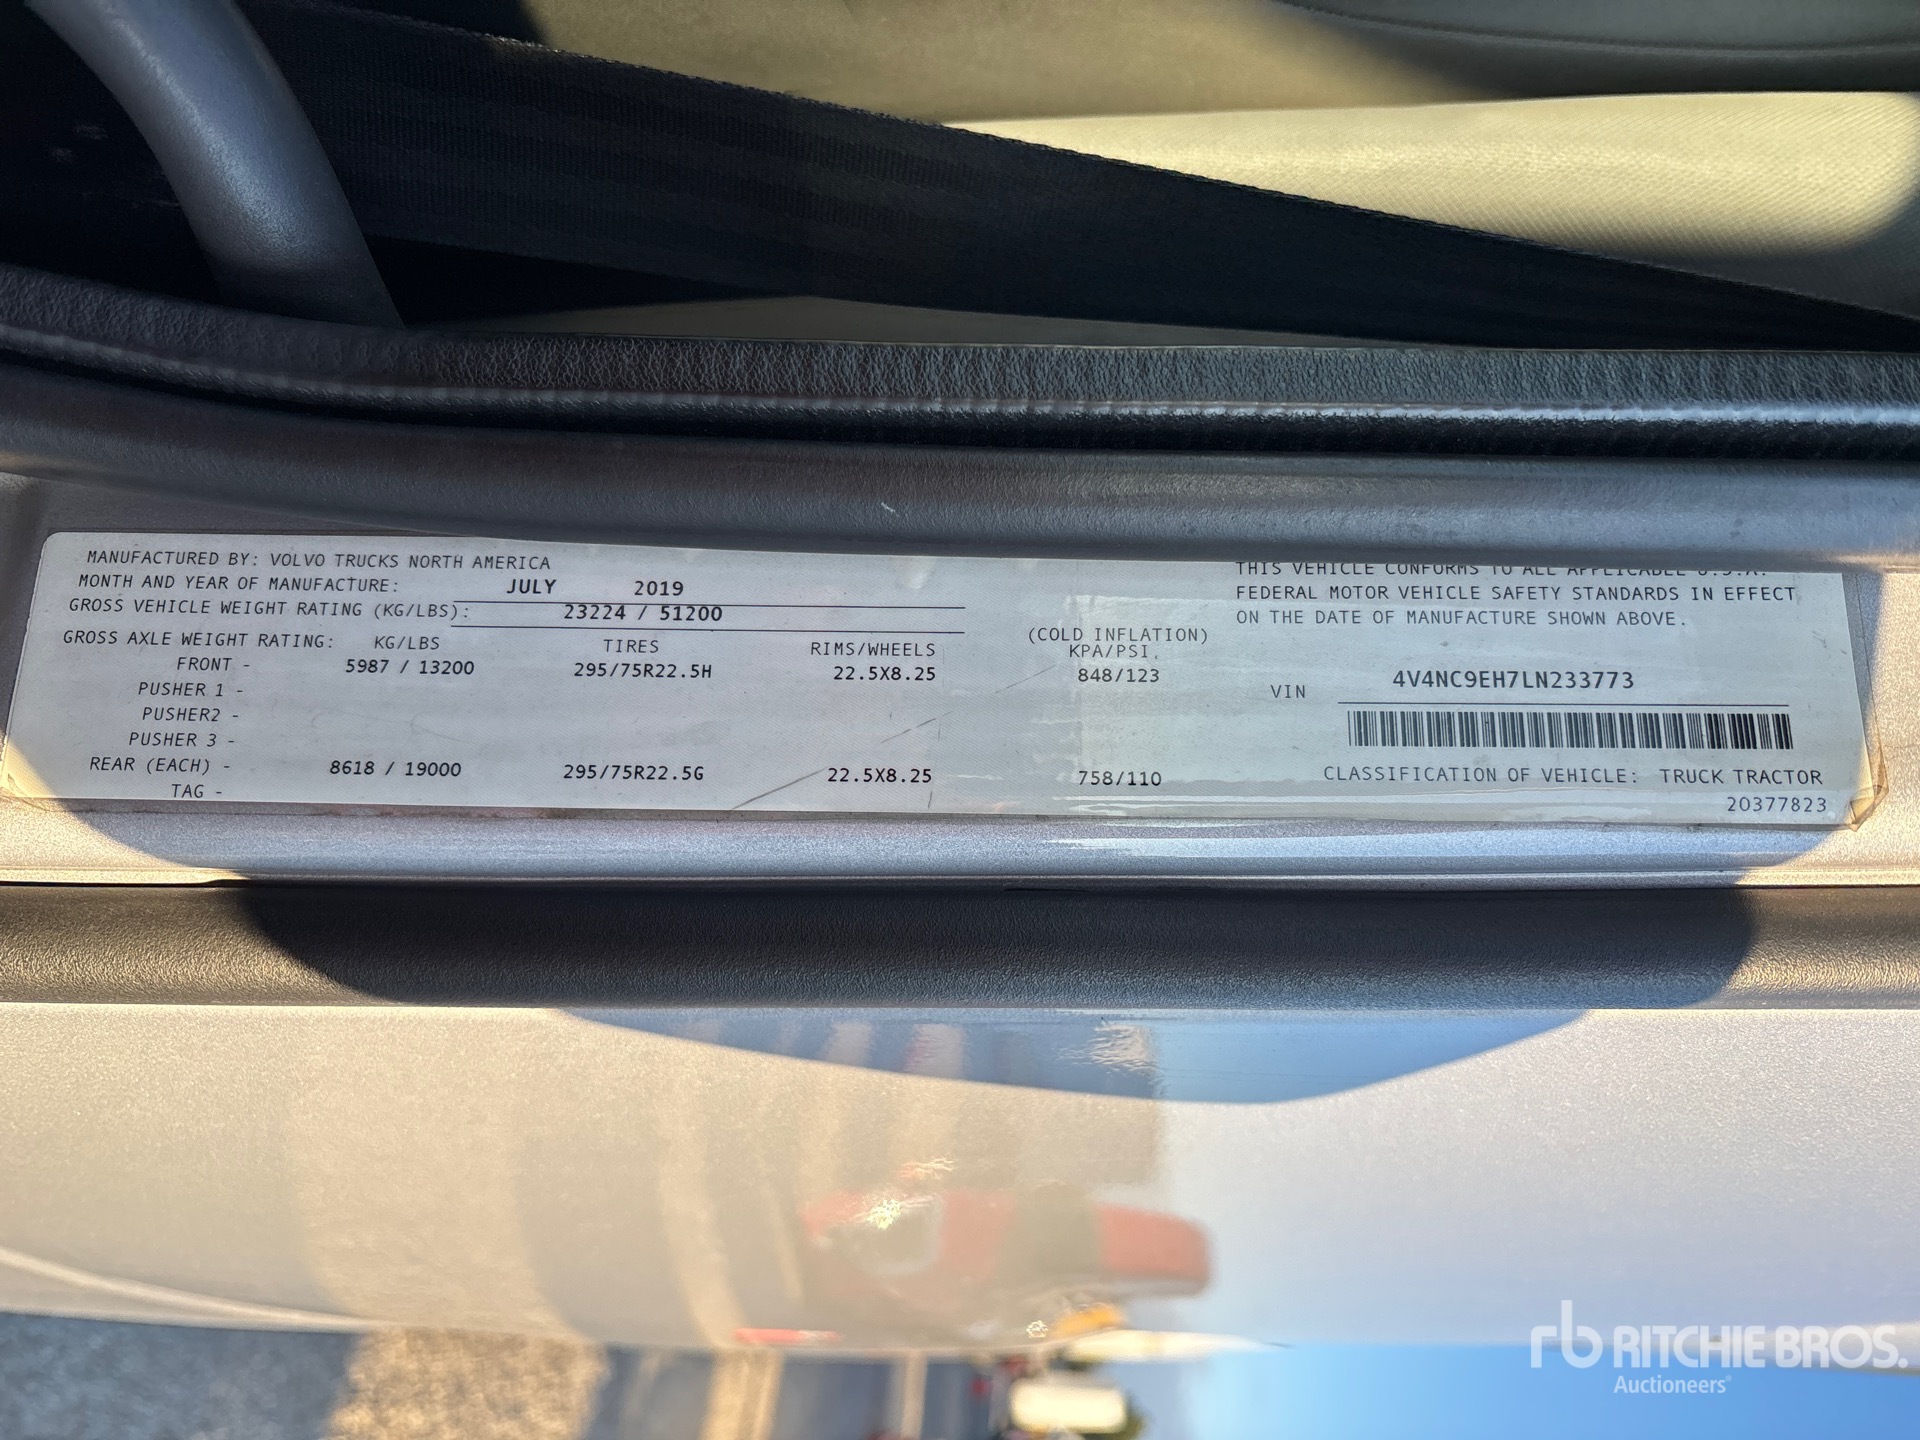 MANUFACTURED BY: VOLVO TRUCKS NORTH AMERICA
MONTH AND YEAR OF MANUFACTURE: JULY 2019
GROSS VEHICLE WEIGHT RATING (KG/LBS): 23224 / 51200
GROSS AXLE WEIGHT RATING: KG/LBS TIRES RIMS/WHEELS (COLD INFLATION) KPA/PSI.
FRONT - 5987 / 13200 295/75R22.5H 22.5X8.25 848/123
PUSHER 1 -
PUSHER2 -
PUSHER 3 -
REAR (EACH) - 8618 / 19000 295/75R22.5G 22.5X8.25 758/110
TAG -
THIS VEHICLE CONFORMS TO ALL APPLICABLE U.S.A.
FEDERAL MOTOR VEHICLE SAFETY STANDARDS IN EFFECT
ON THE DATE OF MANUFACTURE SHOWN ABOVE.
VIN 4V4NC9EH7LN233773
CLASSIFICATION OF VEHICLE: TRUCK TRACTOR
20377823
rb RITCHIE BROS.
Auctioneers